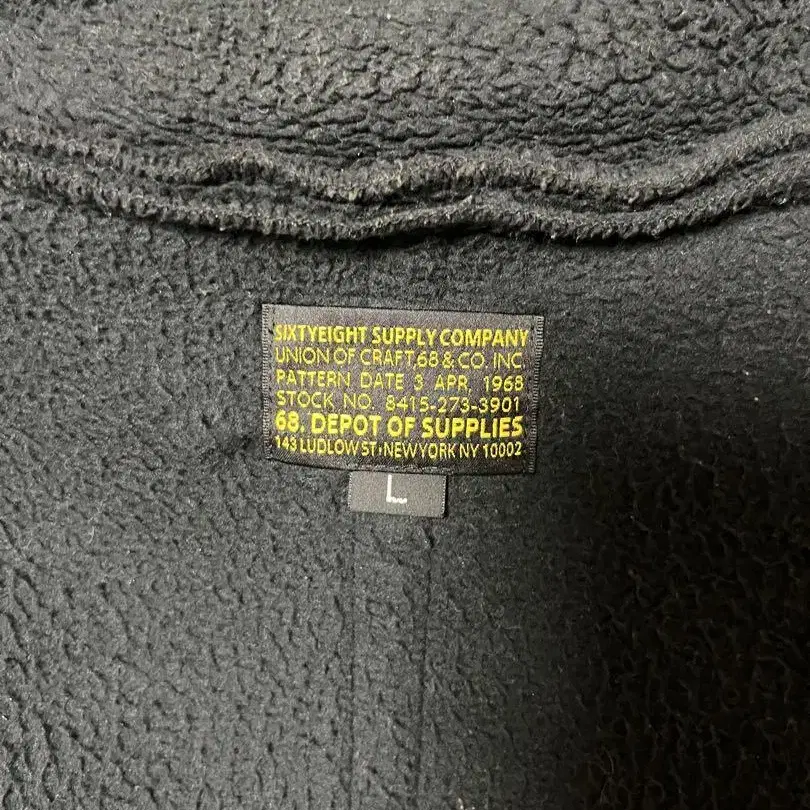 SIXTYEIGHT SUPPLY COMPANY
UNION OF CRAFT,68 & CO. INC
PATTERN DATE 3 APR. 1968
STOCK NO. 8415-273-3901
68. DEPOT OF SUPPLIES
143 LUDLOW ST, NEW YORK NY 10002
L